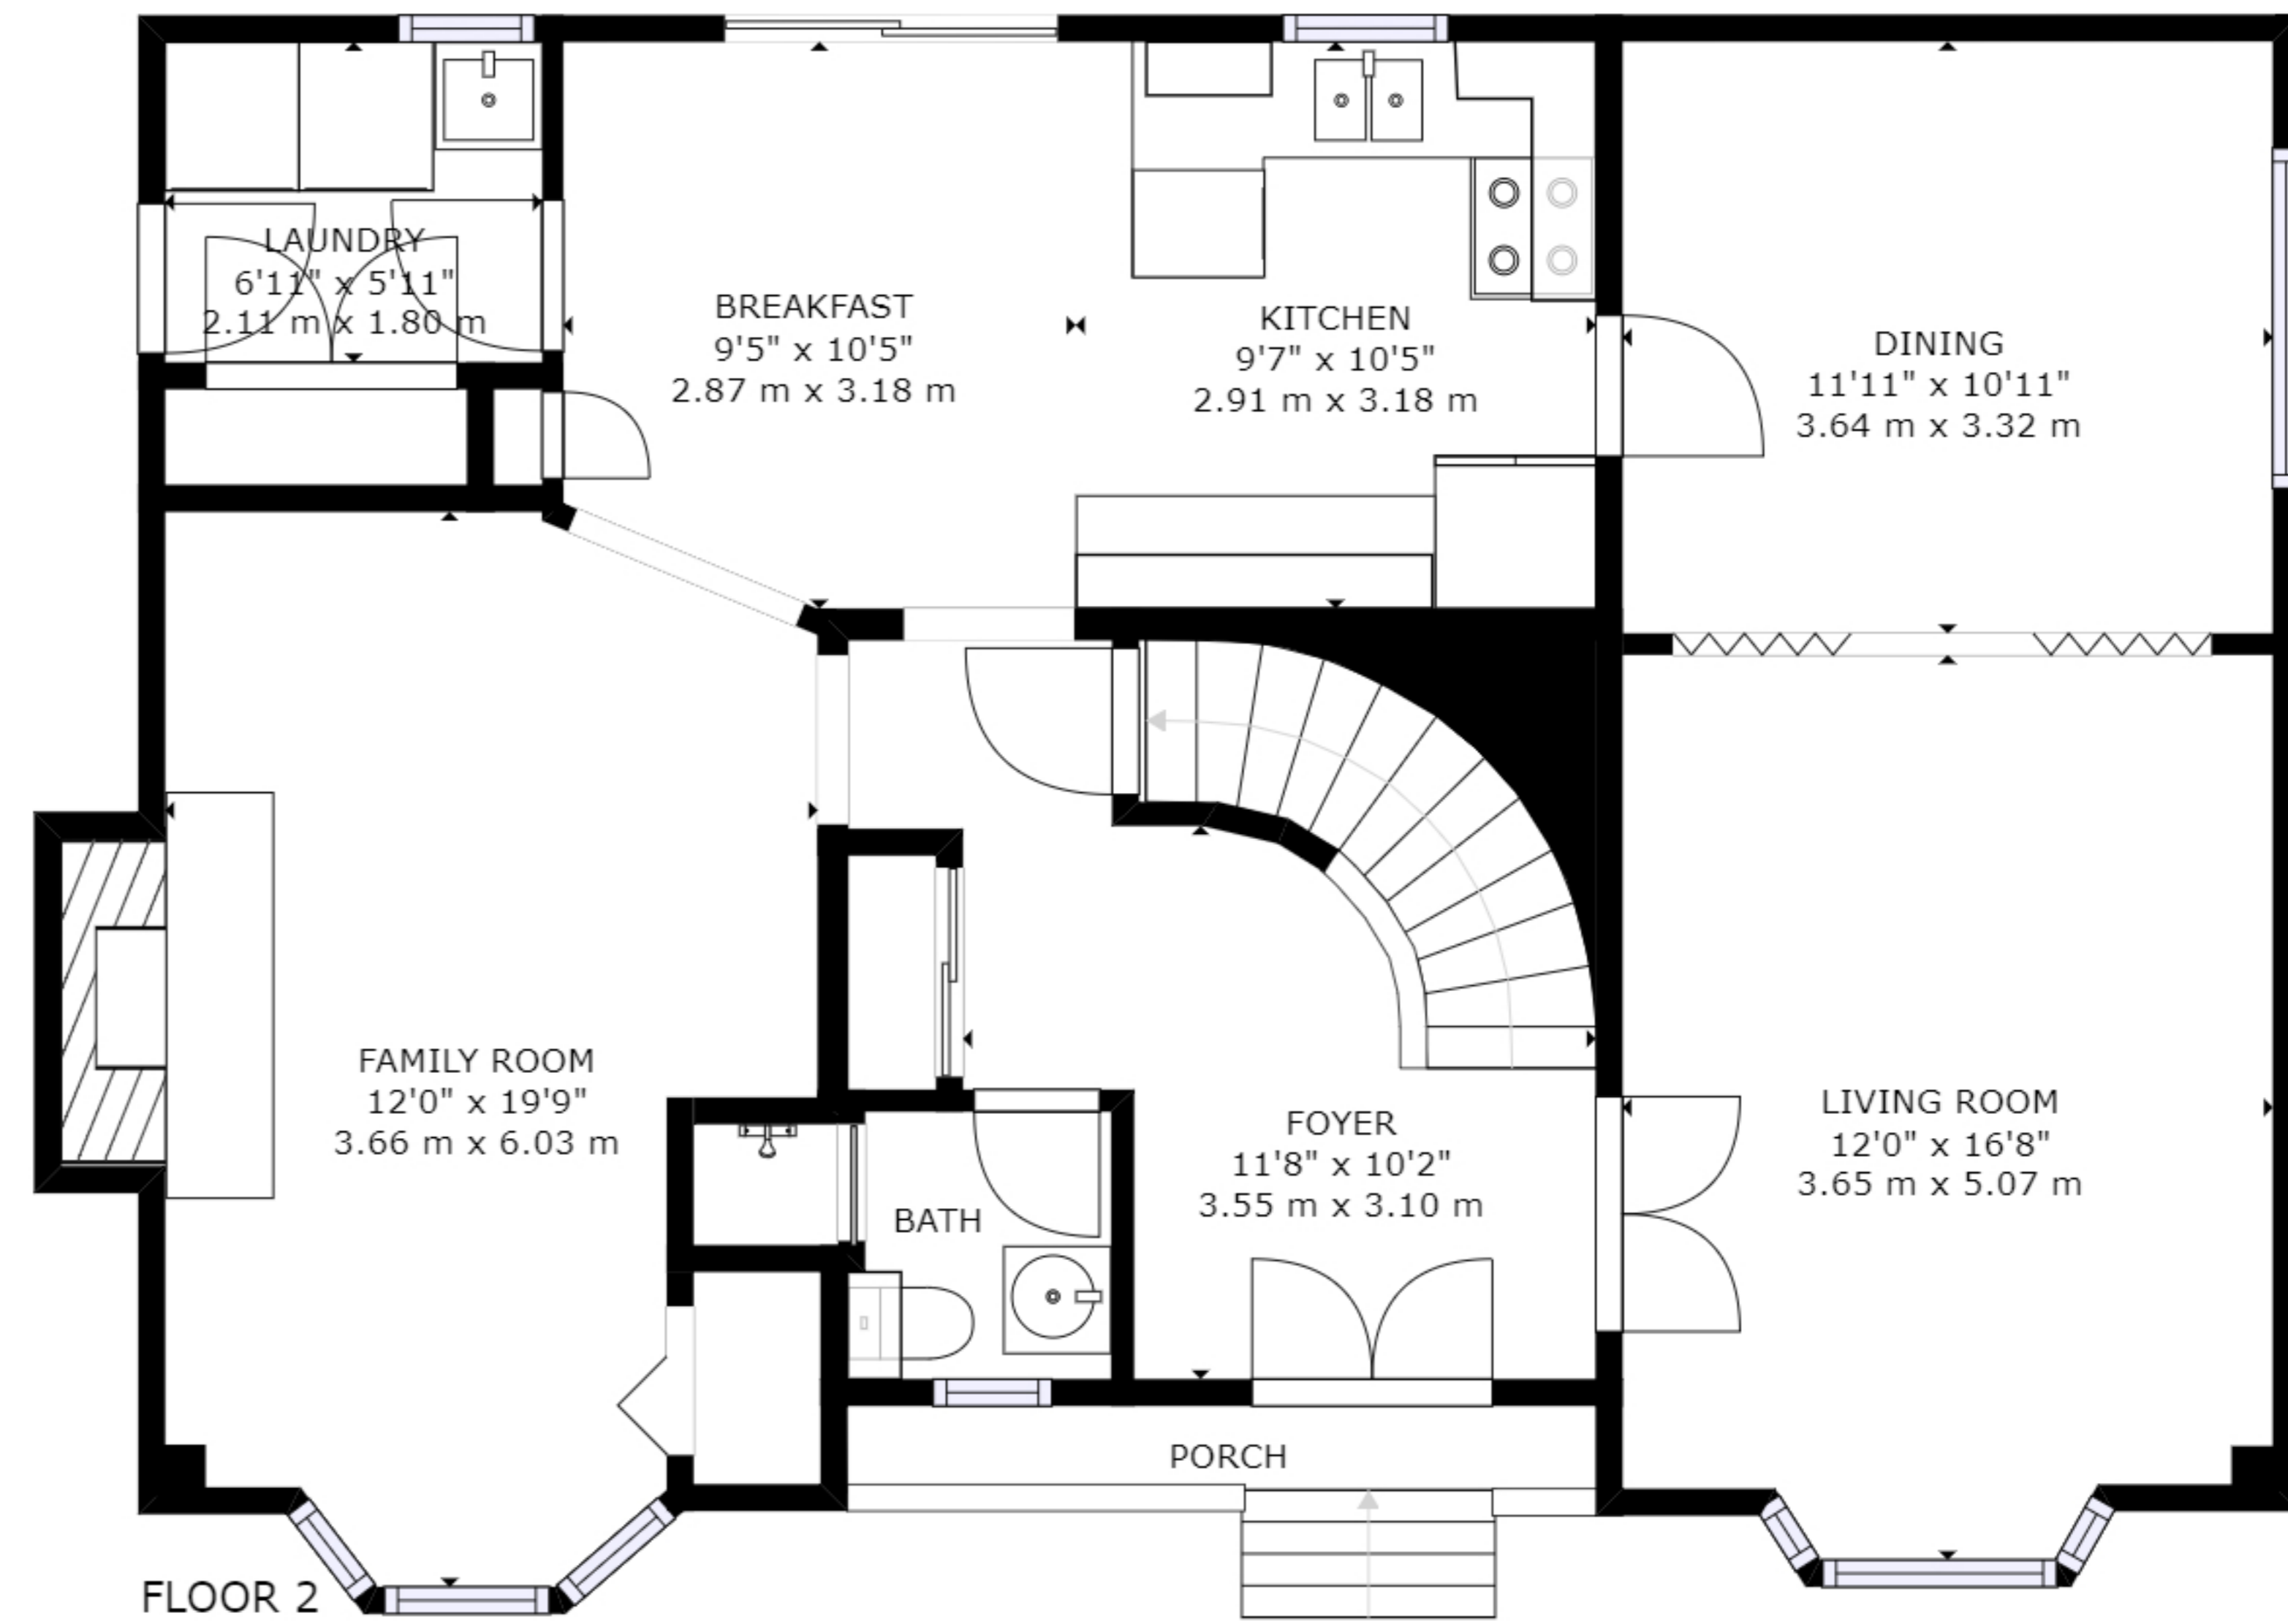 LAUNDRY
6'11" x 5'11"
2.11 m x 1.80 m
BREAKFAST
9'5" x 10'5"
2.87 m x 3.18 m
KITCHEN
9'7" x 10'5"
2.91 m x 3.18 m
DINING
11'11" x 10'11"
3.64 m x 3.32 m
FAMILY ROOM
12'0" x 19'9"
3.66 m x 6.03 m
BATH
FOYER
11'8" x 10'2"
3.55 m x 3.10 m
LIVING ROOM
12'0" x 16'8"
3.65 m x 5.07 m
PORCH
FLOOR 2